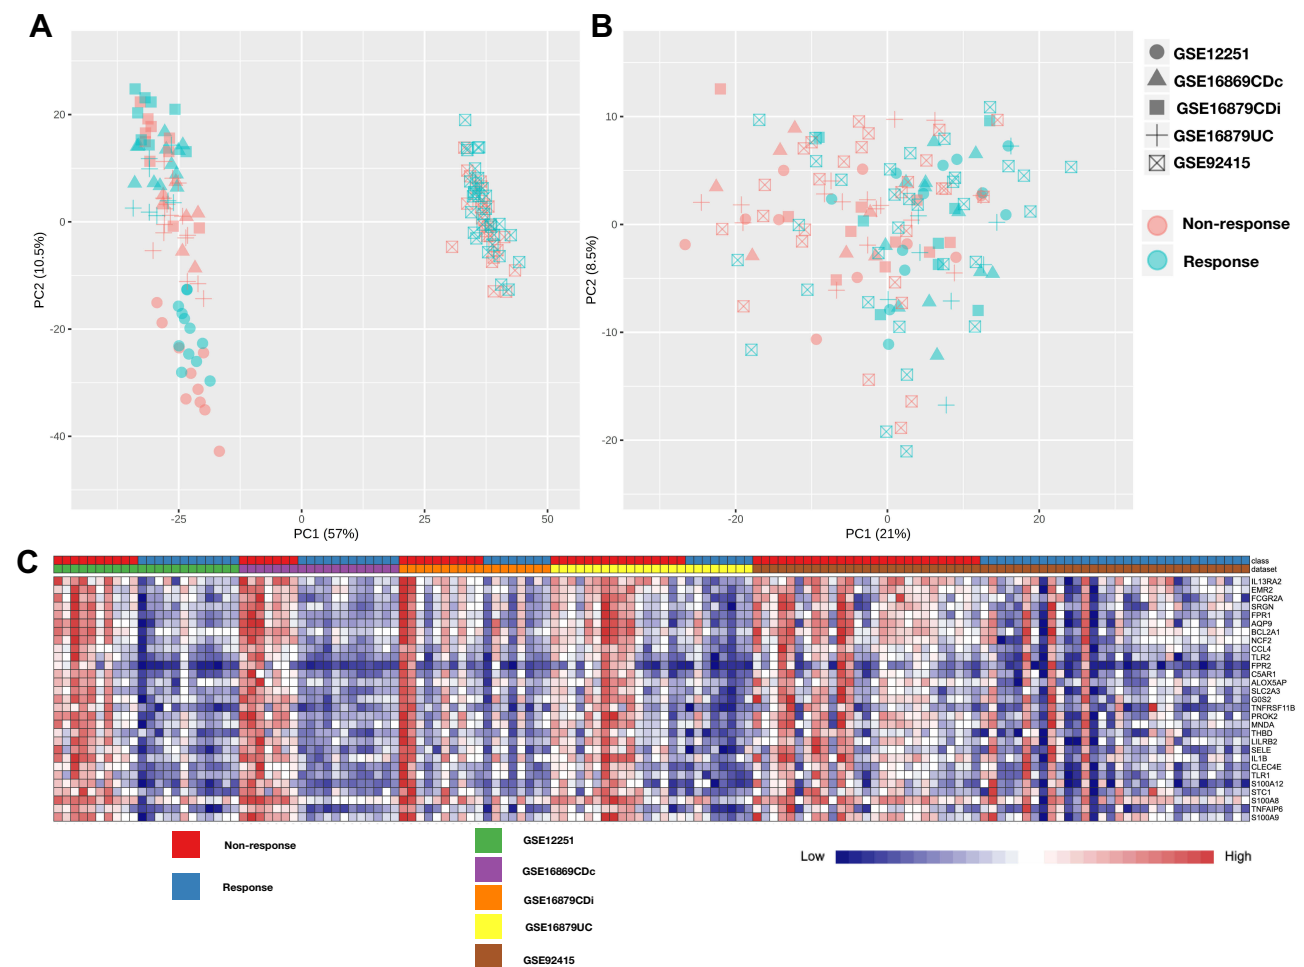 A
B
20
0
-20
-40
PC2 (10.5%)
-25
0
25
50
PC1 (57%)
10
0
-10
-20
PC2 (8.5%)
-20
0
20
PC1 (21%)
GSE12251
GSE16869CDc
GSE16879CDi
GSE16879UC
GSE92415
Non-response
Response
C
class
dataset
IL13RA2
EMR2
FCGR2A
SRGN
FPR1
AQP9
BCL2A1
NCF2
CCL4
TLR2
FPR2
C5AR1
ALOX5AP
SLC2A3
G0S2
TNFRSF11B
PROK2
MNDA
THBD
LILRB2
SELE
IL1B
CLEC4E
TLR1
S100A12
STC1
S100A8
TNFAIP6
S100A9
Non-response
Response
GSE12251
GSE16869CDc
GSE16879CDi
GSE16879UC
GSE92415
Low
High